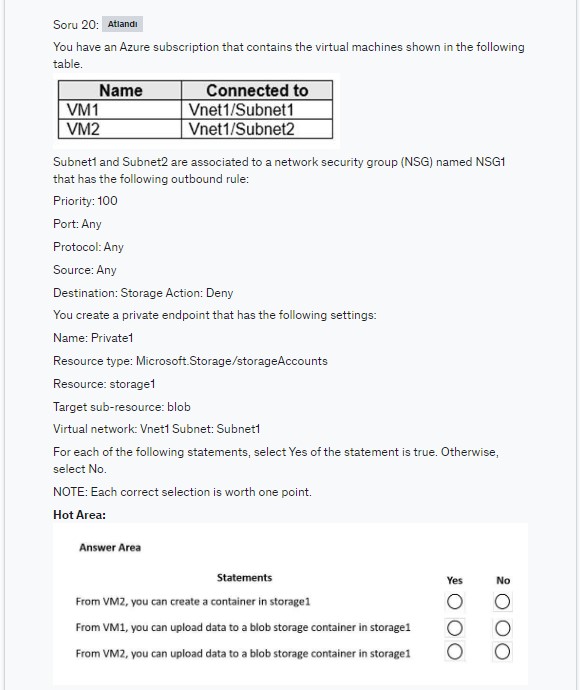 Soru 20: Atlandı
You have an Azure subscription that contains the virtual machines shown in the following
table.
Name Connected to
VM1 Vnet1/Subnet1
VM2 Vnet1/Subnet2
Subnet1 and Subnet2 are associated to a network security group (NSG) named NSG1
that has the following outbound rule:
Priority: 100
Port: Any
Protocol: Any
Source: Any
Destination: Storage Action: Deny
You create a private endpoint that has the following settings:
Name: Private1
Resource type: Microsoft.Storage/storageAccounts
Resource: storage1
Target sub-resource: blob
Virtual network: Vnet1 Subnet: Subnet1
For each of the following statements, select Yes of the statement is true. Otherwise,
select No.
NOTE: Each correct selection is worth one point.
Hot Area:
Answer Area
Statements Yes No
From VM2, you can create a container in storage1
From VM1, you can upload data to a blob storage container in storage1
From VM2, you can upload data to a blob storage container in storage1